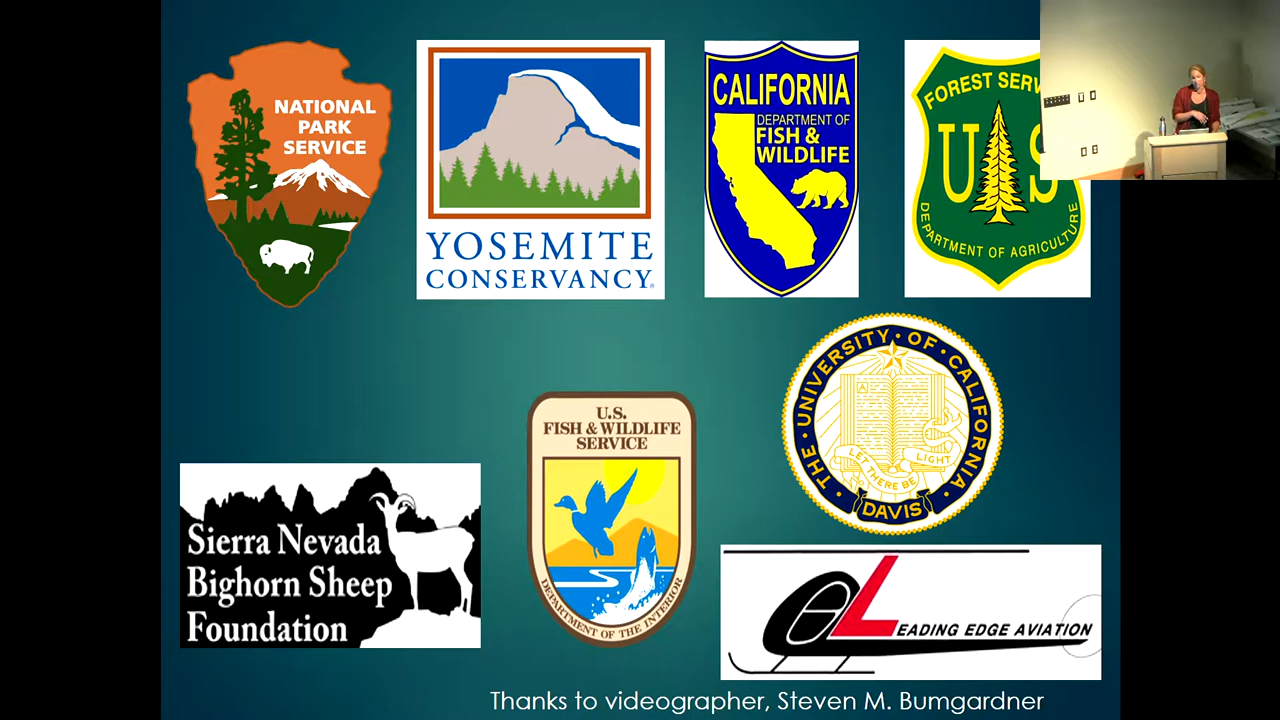 NATIONAL
PARK
SERVICE
YOSEMITE
CONSERVANCY
CALIFORNIA
DEPARTMENT OF
FISH &
WILDLIFE
FOREST SERV
U S
DEPARTMENT OF AGRICULTURE
THE UNIVERSITY OF CALIFORNIA
A
LET THERE BE
LIGHT
DAVIS
U.S.
FISH & WILDLIFE
SERVICE
DEPARTMENT OF THE INTERIOR
Sierra Nevada
Bighorn Sheep
Foundation
LEADING EDGE AVIATION
Thanks to videographer, Steven M. Bumgardner